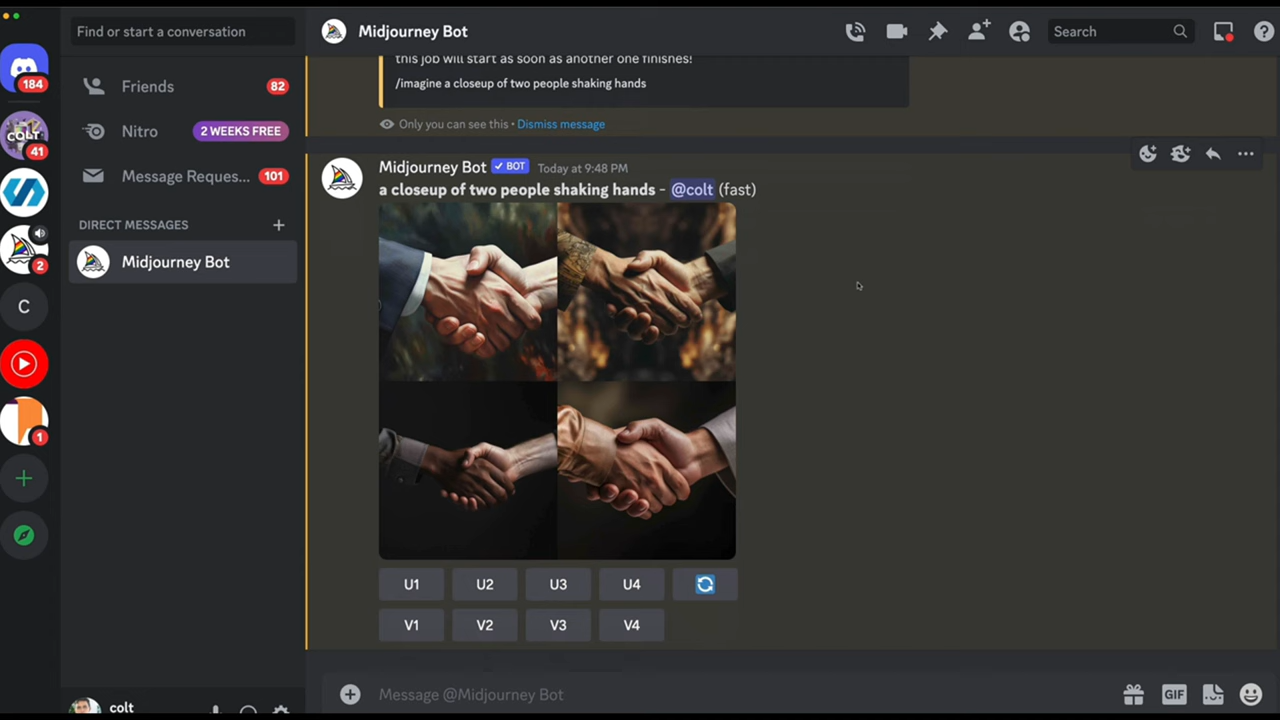 Find or start a conversation
Midjourney Bot
Search
184
COLT
41
2
C
1
Friends
82
Nitro
2 WEEKS FREE
Message Reques...
101
DIRECT MESSAGES
Midjourney Bot
colt
this job will start as soon as another one finishes!
/imagine a closeup of two people shaking hands
Only you can see this • Dismiss message
Midjourney Bot BOT Today at 9:48 PM
a closeup of two people shaking hands - @colt (fast)
U1 U2 U3 U4
V1 V2 V3 V4
Message @Midjourney Bot
GIF